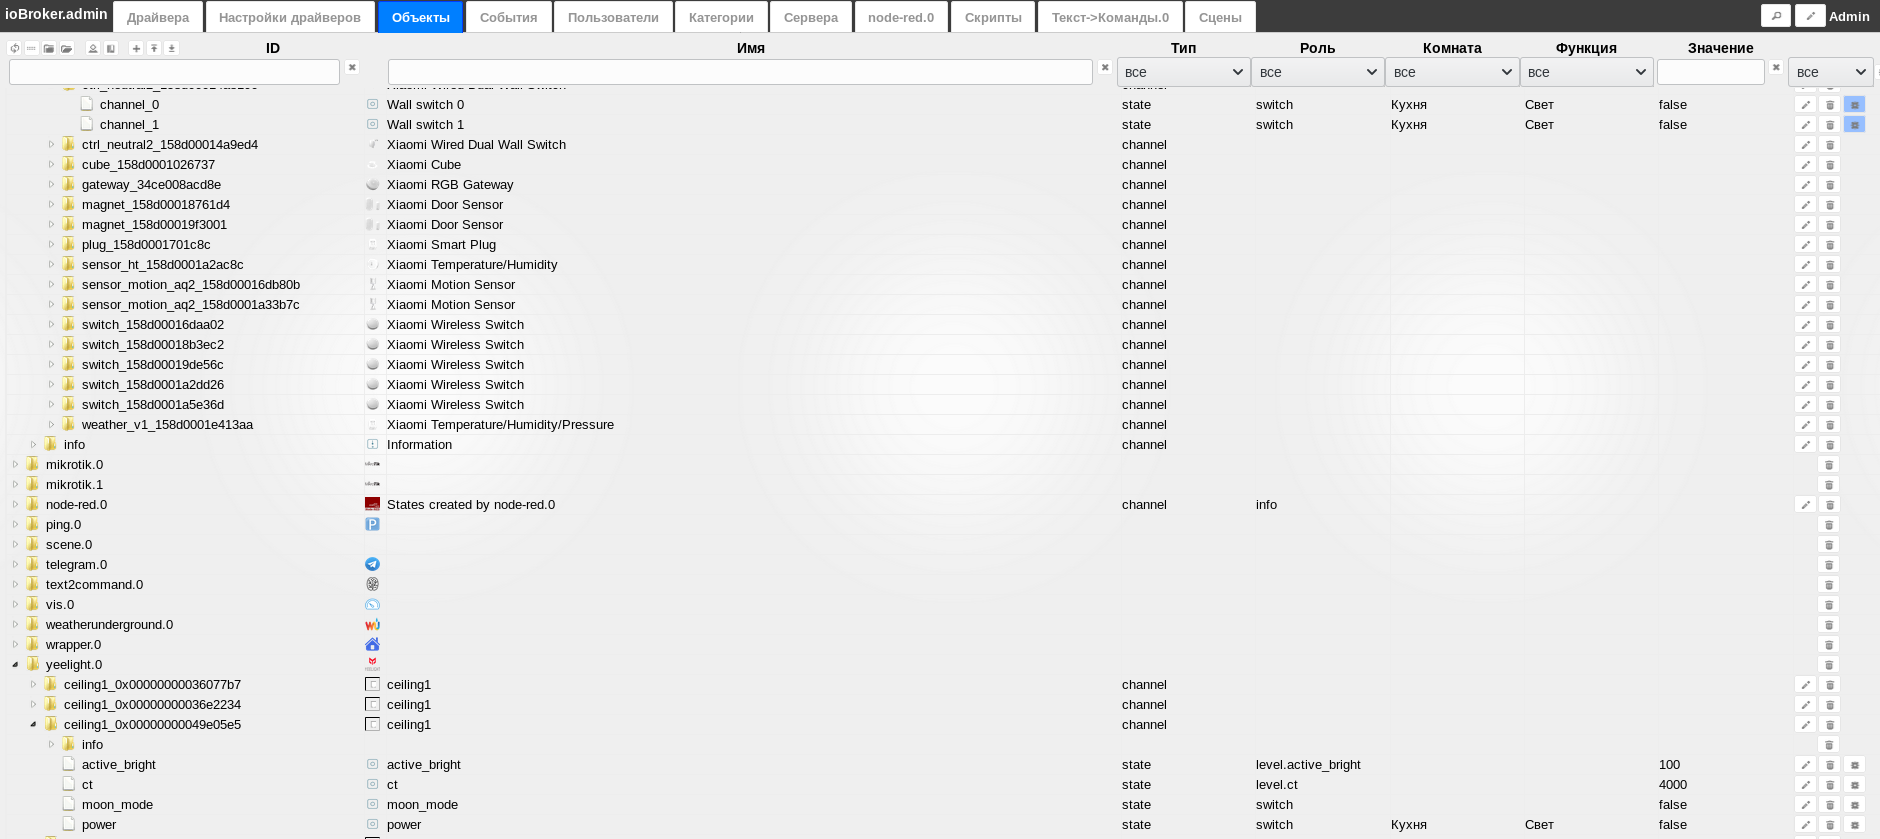 ioBroker.admin Драйвера Настройки драйверов Объекты События Пользователи Категории Сервера node-red.0 Скрипты Текст->Команды.0 Сцены Admin
ID Имя Тип Роль Комната Функция Значение
все все все все все
channel_0 Wall switch 0 state switch Кухня Свет false
channel_1 Wall switch 1 state switch Кухня Свет false
ctrl_neutral2_158d00014a9ed4 Xiaomi Wired Dual Wall Switch channel
cube_158d0001026737 Xiaomi Cube channel
gateway_34ce008acd8e Xiaomi RGB Gateway channel
magnet_158d00018761d4 Xiaomi Door Sensor channel
magnet_158d00019f3001 Xiaomi Door Sensor channel
plug_158d0001701c8c Xiaomi Smart Plug channel
sensor_ht_158d0001a2ac8c Xiaomi Temperature/Humidity channel
sensor_motion_aq2_158d00016db80b Xiaomi Motion Sensor channel
sensor_motion_aq2_158d0001a33b7c Xiaomi Motion Sensor channel
switch_158d00016daa02 Xiaomi Wireless Switch channel
switch_158d00018b3ec2 Xiaomi Wireless Switch channel
switch_158d00019de56c Xiaomi Wireless Switch channel
switch_158d0001a2dd26 Xiaomi Wireless Switch channel
switch_158d0001a5e36d Xiaomi Wireless Switch channel
weather_v1_158d0001e413aa Xiaomi Temperature/Humidity/Pressure channel
info Information channel
mikrotik.0
mikrotik.1
node-red.0 States created by node-red.0 channel info
ping.0
scene.0
telegram.0
text2command.0
vis.0
weatherunderground.0
wrapper.0
yeelight.0
ceiling1_0x00000000036077b7 ceiling1 channel
ceiling1_0x00000000036e2234 ceiling1 channel
ceiling1_0x00000000049e05e5 ceiling1 channel
info
active_bright active_bright state level.active_bright 100
ct ct state level.ct 4000
moon_mode moon_mode state switch false
power power state switch Кухня Свет false